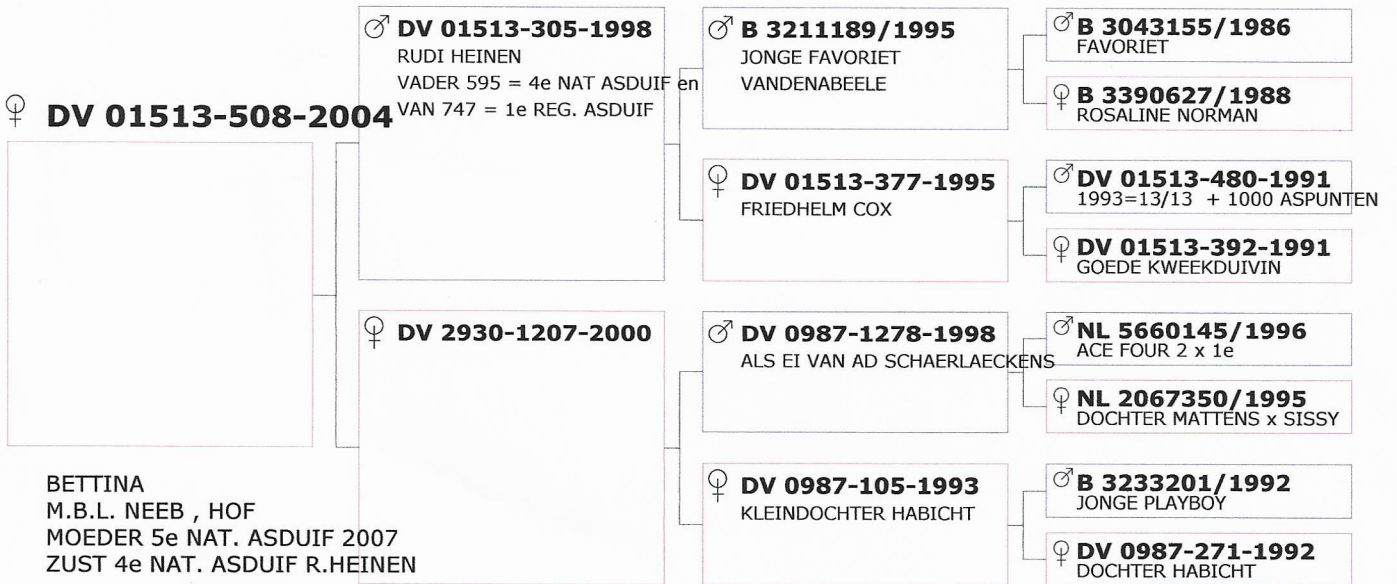 ♀ DV 01513-508-2004
BETTINA
M.B.L. NEEB , HOF
MOEDER 5e NAT. ASDUIF 2007
ZUST 4e NAT. ASDUIF R.HEINEN
♂ DV 01513-305-1998
RUDI HEINEN
VADER 595 = 4e NAT ASDUIF en
VAN 747 = 1e REG. ASDUIF
♀ DV 2930-1207-2000
♂ B 3211189/1995
JONGE FAVORIET
VANDENABEELE
♀ DV 01513-377-1995
FRIEDHELM COX
♂ DV 0987-1278-1998
ALS EI VAN AD SCHAERLAECKENS
♀ DV 0987-105-1993
KLEINDOCHTER HABICHT
♂ B 3043155/1986
FAVORIET
♀ B 3390627/1988
ROSALINE NORMAN
♂ DV 01513-480-1991
1993=13/13 + 1000 ASPUNTEN
♀ DV 01513-392-1991
GOEDE KWEEKDUIVIN
♂ NL 5660145/1996
ACE FOUR 2 x 1e
♀ NL 2067350/1995
DOCHTER MATTENS x SISSY
♂ B 3233201/1992
JONGE PLAYBOY
♀ DV 0987-271-1992
DOCHTER HABICHT